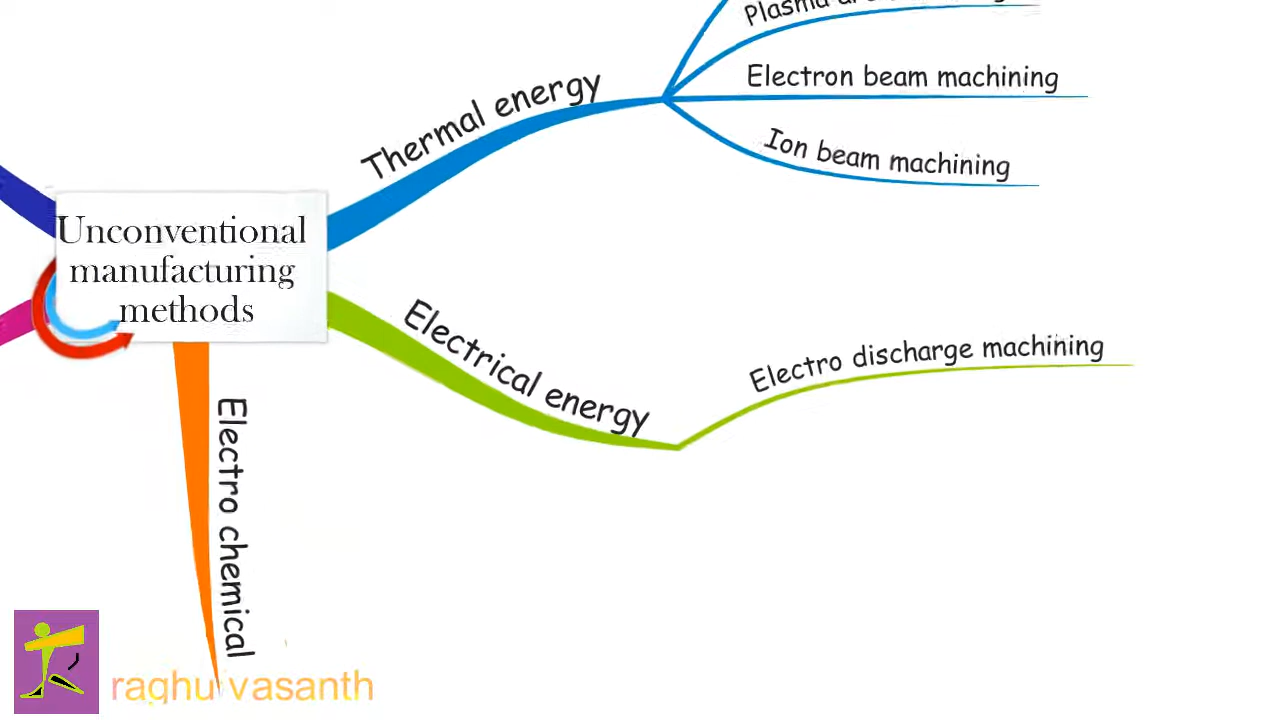 Plasma
Electron beam machining
Thermal energy
Ion beam machining
Unconventional
manufacturing
methods
Electrical energy
Electro discharge machining
Electro chemical
raghu vasanth